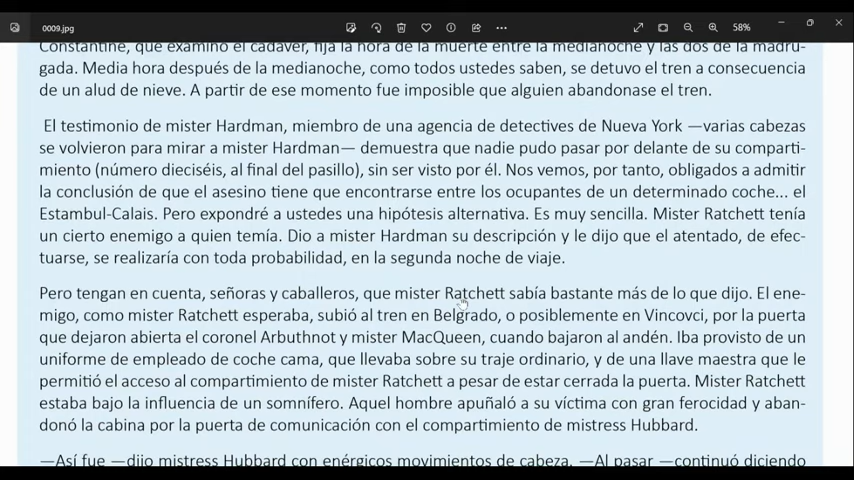 0009.jpg
58%
Constantine, que examinó el cadáver, fija la hora de la muerte entre la medianoche y las dos de la madru-
gada. Media hora después de la medianoche, como todos ustedes saben, se detuvo el tren a consecuencia
de un alud de nieve. A partir de ese momento fue imposible que alguien abandonase el tren.
El testimonio de mister Hardman, miembro de una agencia de detectives de Nueva York —varias cabezas
se volvieron para mirar a mister Hardman— demuestra que nadie pudo pasar por delante de su comparti-
miento (número dieciséis, al final del pasillo), sin ser visto por él. Nos vemos, por tanto, obligados a admitir
la conclusión de que el asesino tiene que encontrarse entre los ocupantes de un determinado coche... el
Estambul-Calais. Pero expondré a ustedes una hipótesis alternativa. Es muy sencilla. Mister Ratchett tenía
un cierto enemigo a quien temía. Dio a mister Hardman su descripción y le dijo que el atentado, de efec-
tuarse, se realizaría con toda probabilidad, en la segunda noche de viaje.
Pero tengan en cuenta, señoras y caballeros, que mister Ratchett sabía bastante más de lo que dijo. El ene-
migo, como mister Ratchett esperaba, subió al tren en Belgrado, o posiblemente en Vincovci, por la puerta
que dejaron abierta el coronel Arbuthnot y mister MacQueen, cuando bajaron al andén. Iba provisto de un
uniforme de empleado de coche cama, que llevaba sobre su traje ordinario, y de una llave maestra que le
permitió el acceso al compartimiento de mister Ratchett a pesar de estar cerrada la puerta. Mister Ratchett
estaba bajo la influencia de un somnífero. Aquel hombre apuñaló a su víctima con gran ferocidad y aban-
donó la cabina por la puerta de comunicación con el compartimiento de mistress Hubbard.
—Así fue —dijo mistress Hubbard con enérgicos movimientos de cabeza. —Al pasar —continuó diciendo